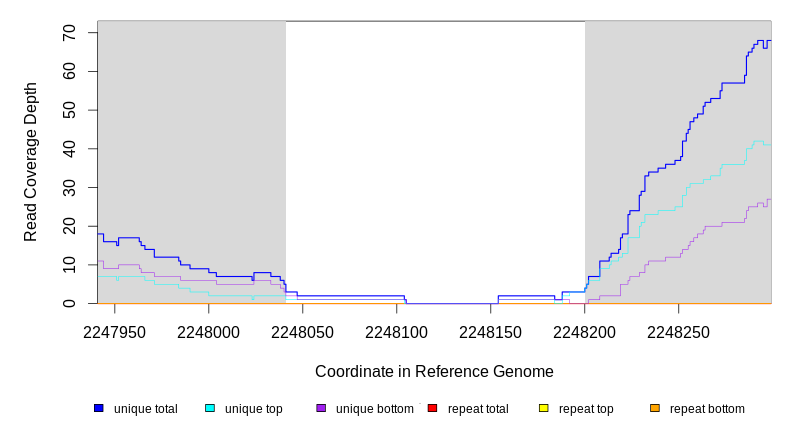 70
60
50
40
30
20
10
0
Read Coverage Depth
2247950 2248000 2248050 2248100 2248150 2248200 2248250
Coordinate in Reference Genome
unique total unique top unique bottom repeat total repeat top repeat bottom